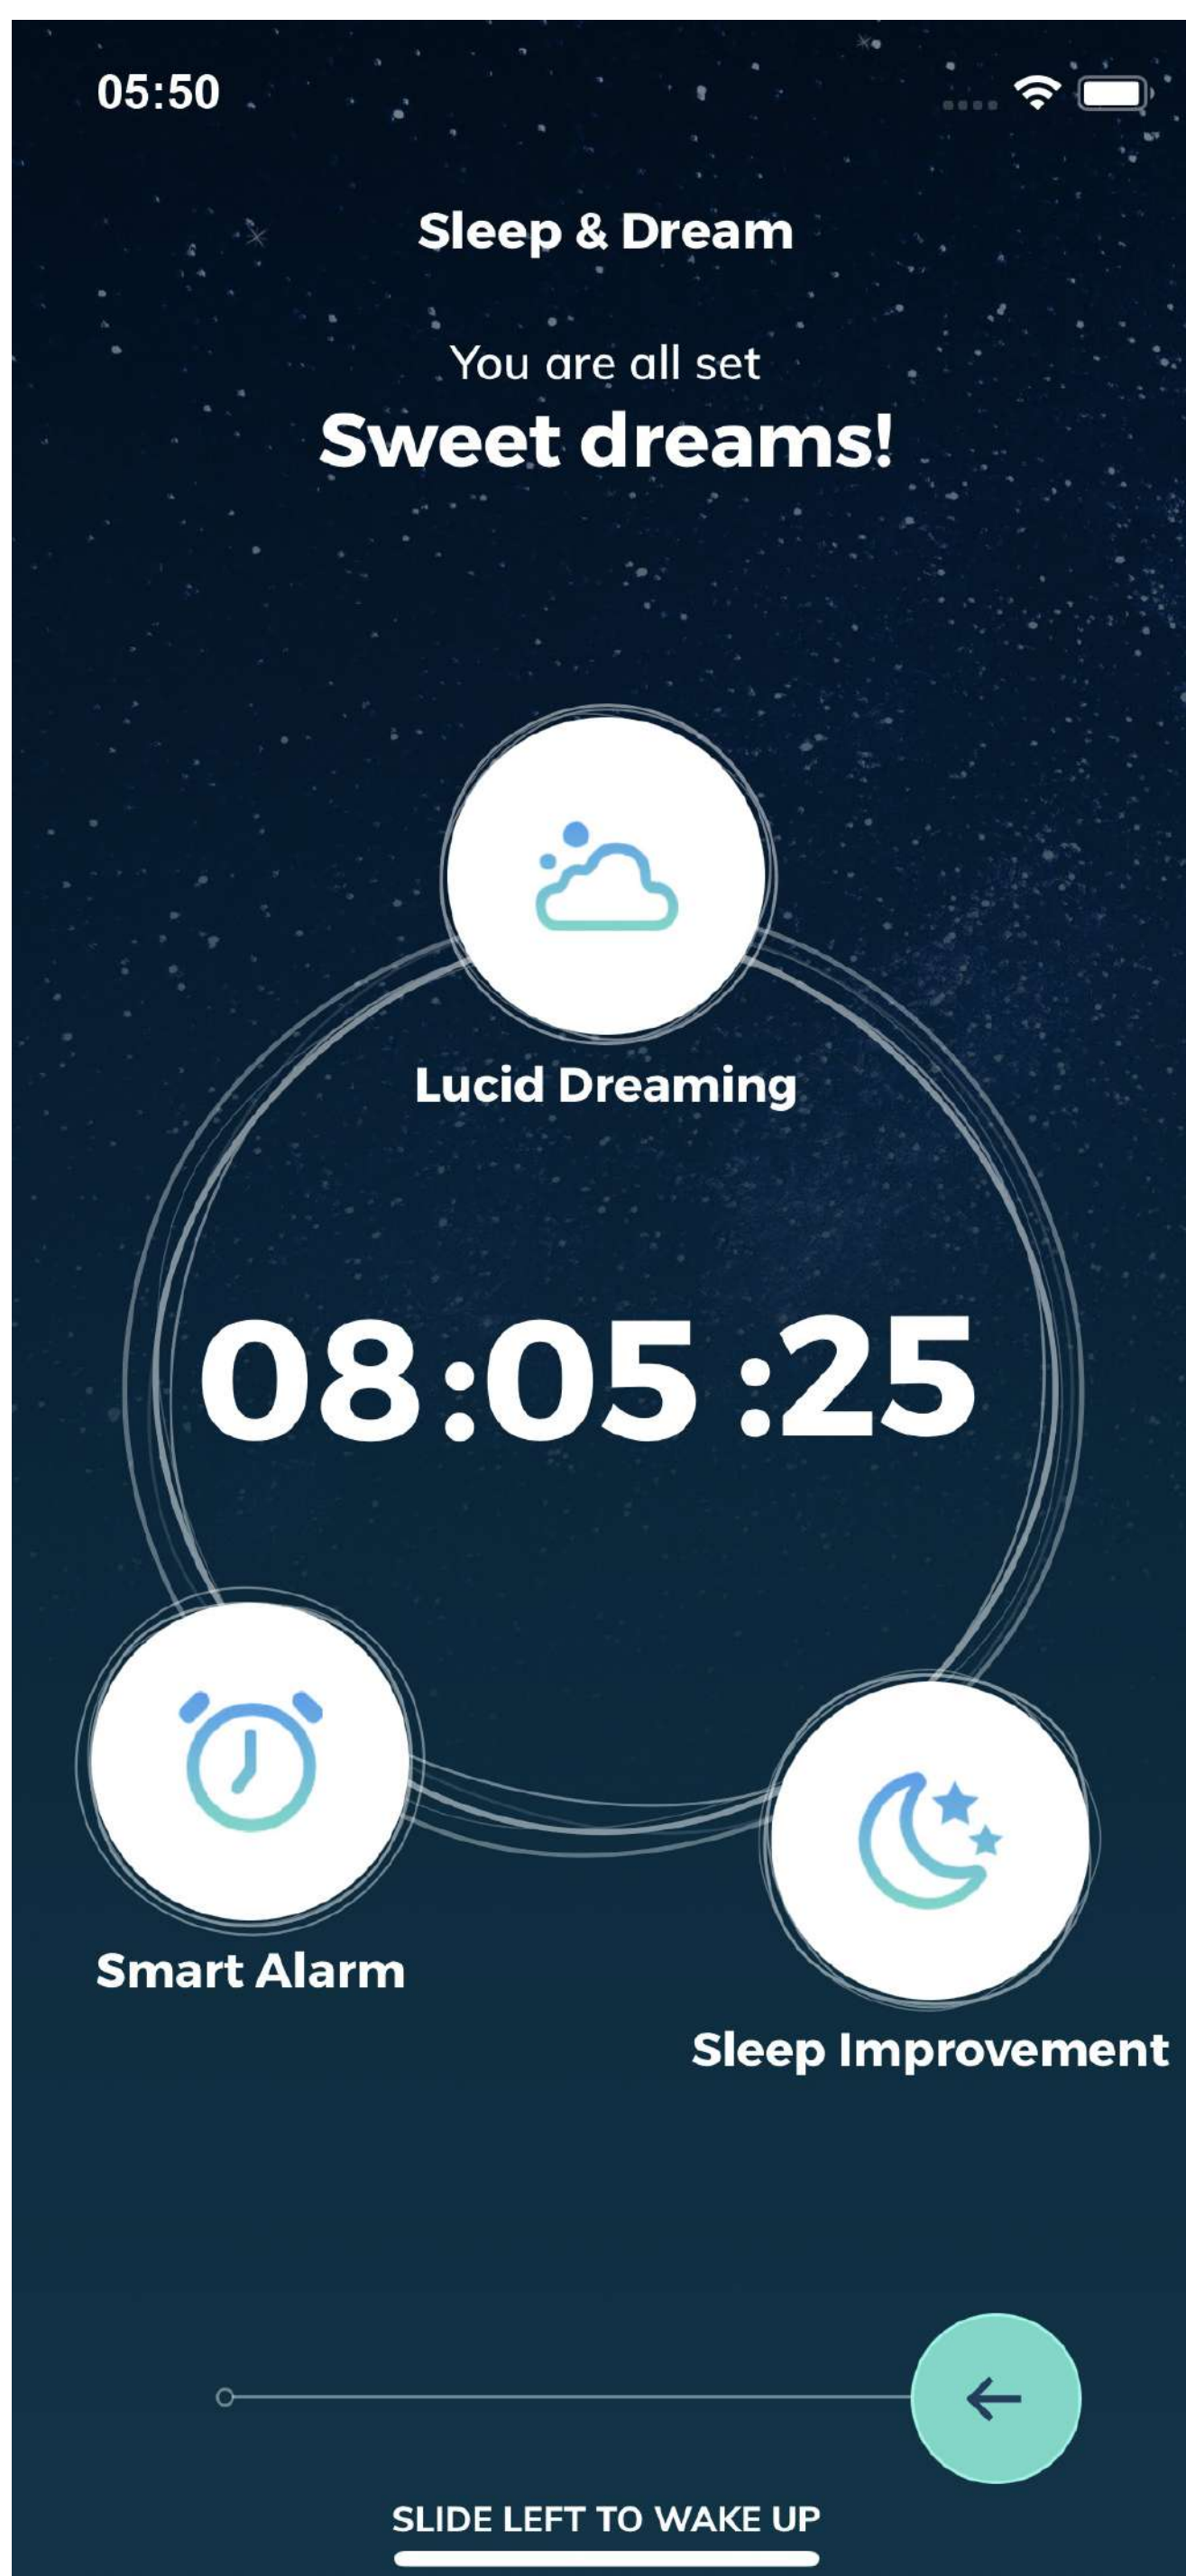 05:50
Sleep & Dream
You are all set
Sweet dreams!
Lucid Dreaming
08:05:25
Smart Alarm
Sleep Improvement
SLIDE LEFT TO WAKE UP